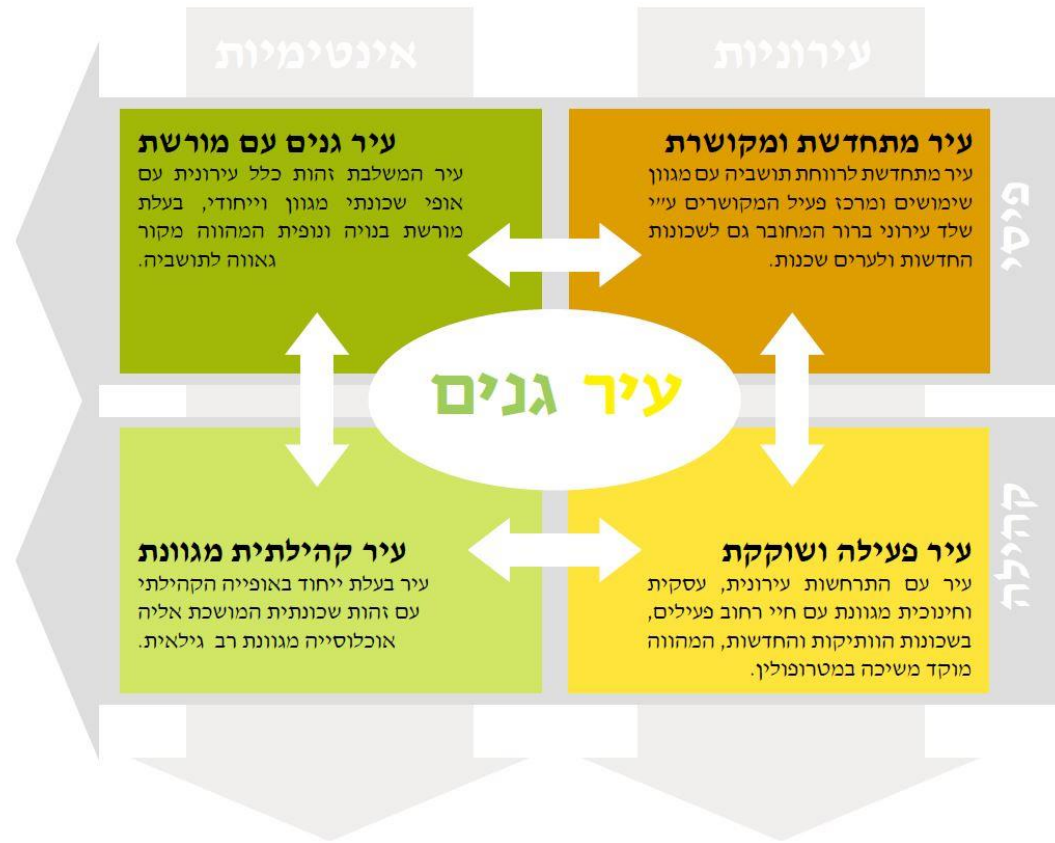 עירוניות
אינטימיות
פיסי
עיר מתחדשת ומקושרת
עיר מתחדשת לרווחת תושביה עם מגוון
שימושים ומרכז פעיל המקושרים ע״י
שלד עירוני ברור המחובר גם לשכונות
החדשות ולערים שכנות.
עיר גנים עם מורשת
עיר המשלבת זהות כלל עירונית עם
אופי שכונתי מגוון וייחודי, בעלת
מורשת בנויה ונופית המהווה מקור
גאווה לתושביה.
עיר גנים
קהילה
עיר פעילה ושוקקת
עיר עם התרחשות עירונית, עסקית
וחינוכית מגוונת עם חיי רחוב פעילים,
בשכונות הוותיקות והחדשות, המהווה
מוקד משיכה במטרופולין.
עיר קהילתית מגוונת
עיר בעלת ייחוד באופייה הקהילתי
עם זהות שכונתית המושכת אליה
אוכלוסייה מגוונת רב גילאית.